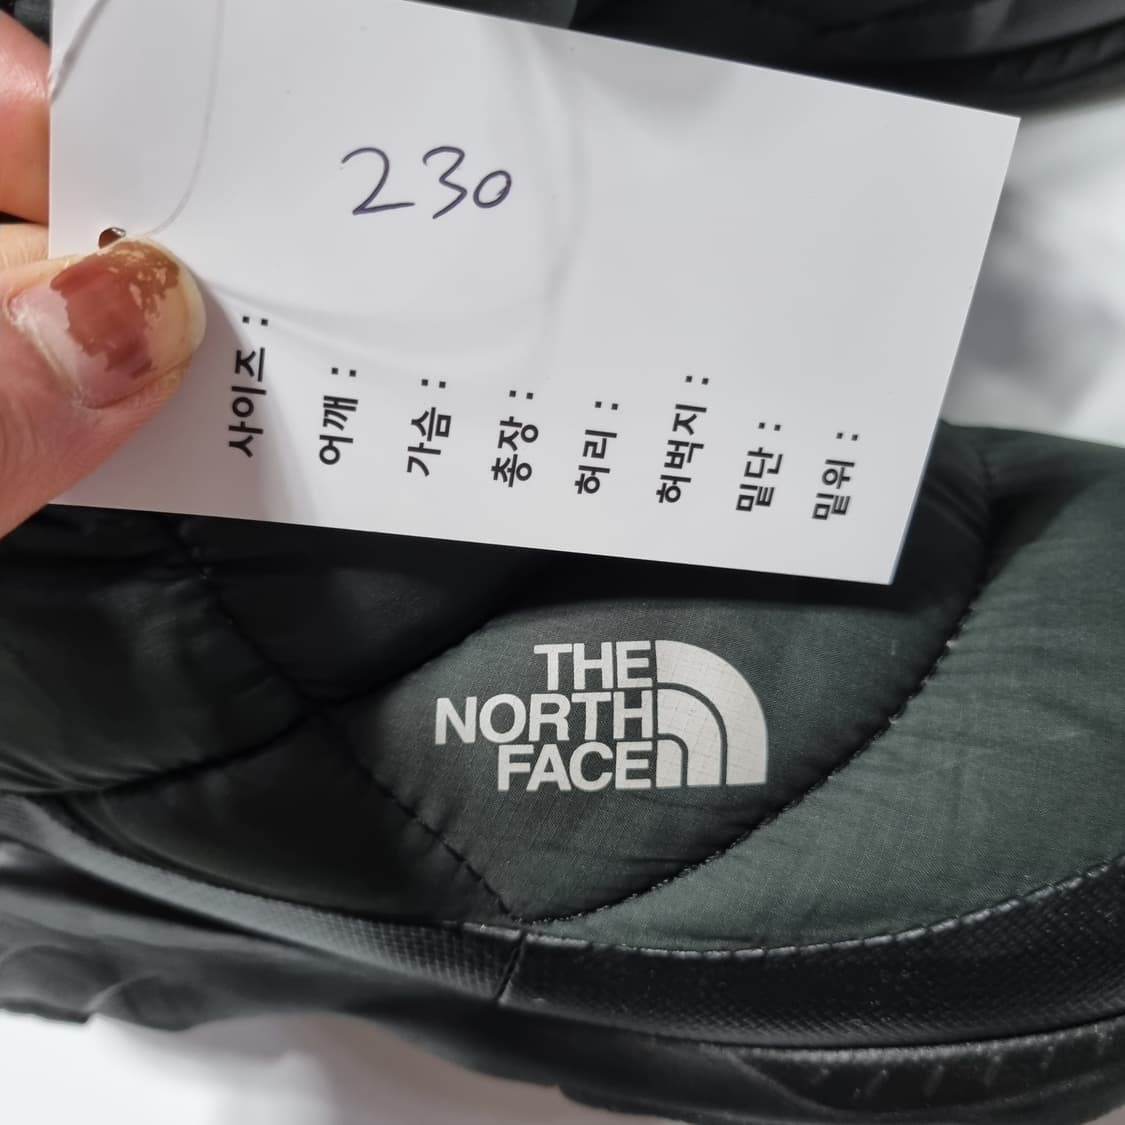 230
사이즈 :
어깨 :
가슴 :
총장 :
허리 :
허벅지 :
밑단 :
밑위 :
THE
NORTH
FACE